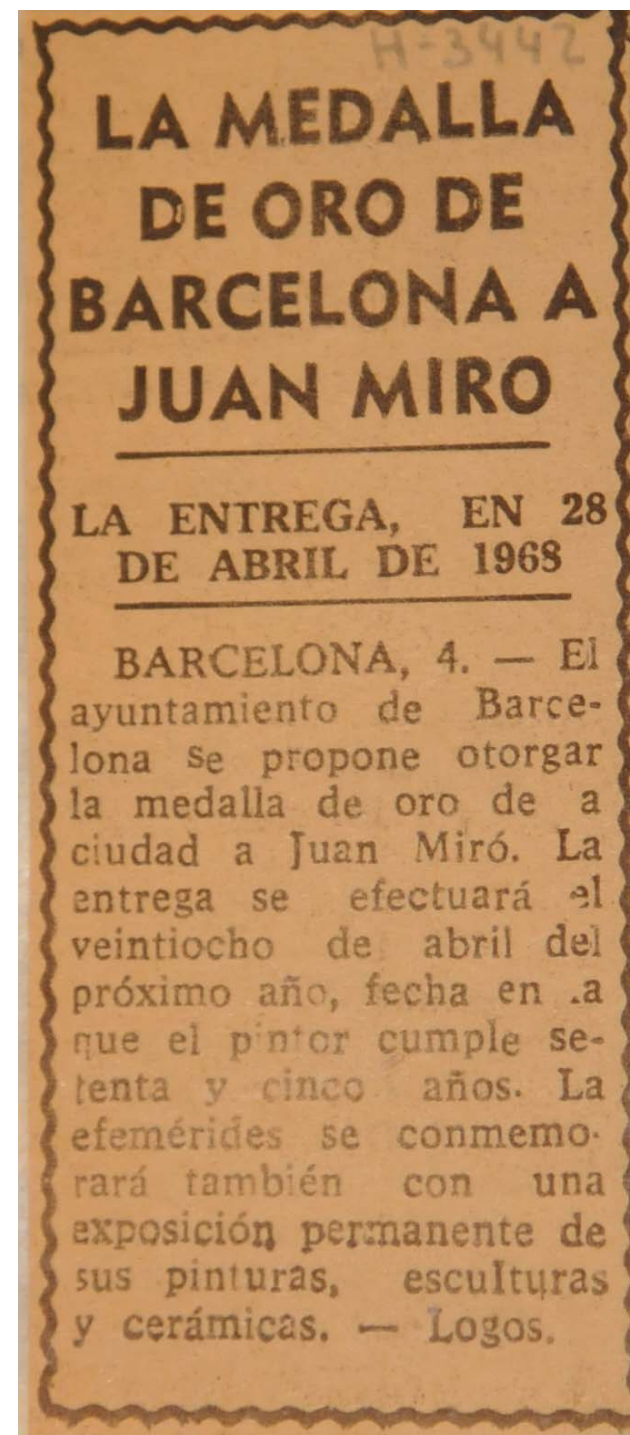 H-3442
LA MEDALLA
DE ORO DE
BARCELONA A
JUAN MIRO
LA ENTREGA, EN 28
DE ABRIL DE 1968
BARCELONA, 4. — El
ayuntamiento de Barce-
lona se propone otorgar
la medalla de oro de a
ciudad a Juan Miró. La
entrega se efectuará el
veintiocho de abril del
próximo año, fecha en .a
que el pintor cumple se-
tenta y cinco años. La
efemérides se conmemo-
rará también con una
exposición permanente de
sus pinturas, esculturas
y cerámicas. — Logos.